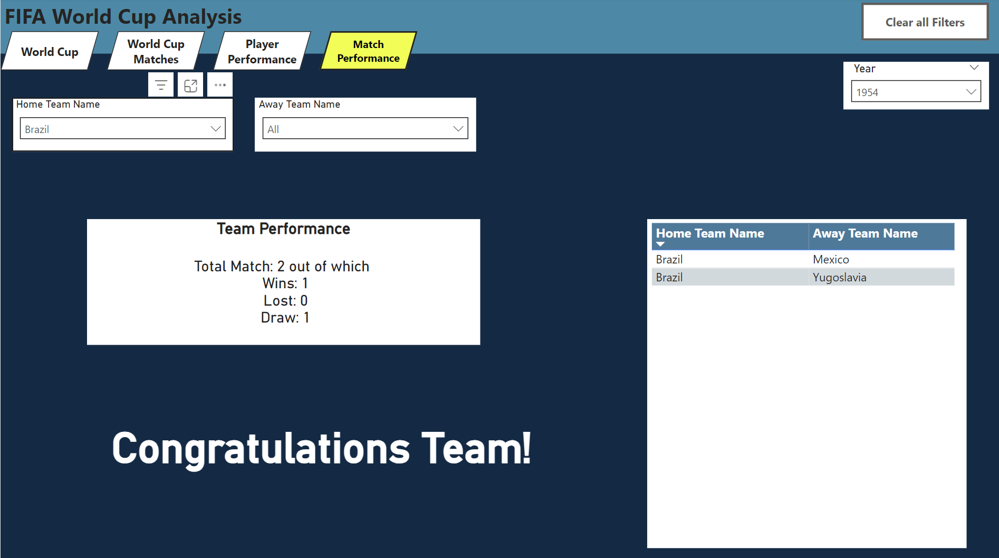 FIFA World Cup Analysis
Clear all Filters
World Cup
World Cup
Matches
Player
Performance
Match
Performance
Year
1954
Home Team Name
Brazil
Away Team Name
All
Team Performance
Total Match: 2 out of which
Wins: 1
Lost: 0
Draw: 1
Home Team Name Away Team Name
Brazil Mexico
Brazil Yugoslavia
Congratulations Team!